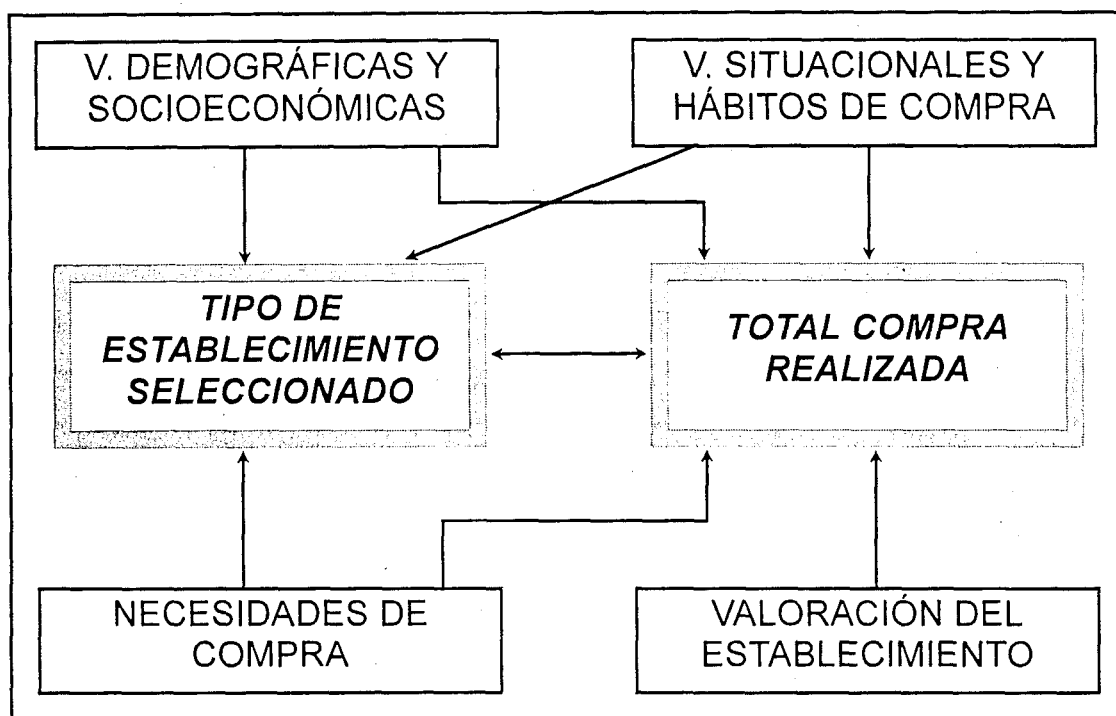 V. DEMOGRÁFICAS Y
SOCIOECONÓMICAS
V. SITUACIONALES Y
HÁBITOS DE COMPRA
TIPO DE
ESTABLECIMIENTO
SELECCIONADO
TOTAL COMPRA
REALIZADA
NECESIDADES DE
COMPRA
VALORACIÓN DEL
ESTABLECIMIENTO